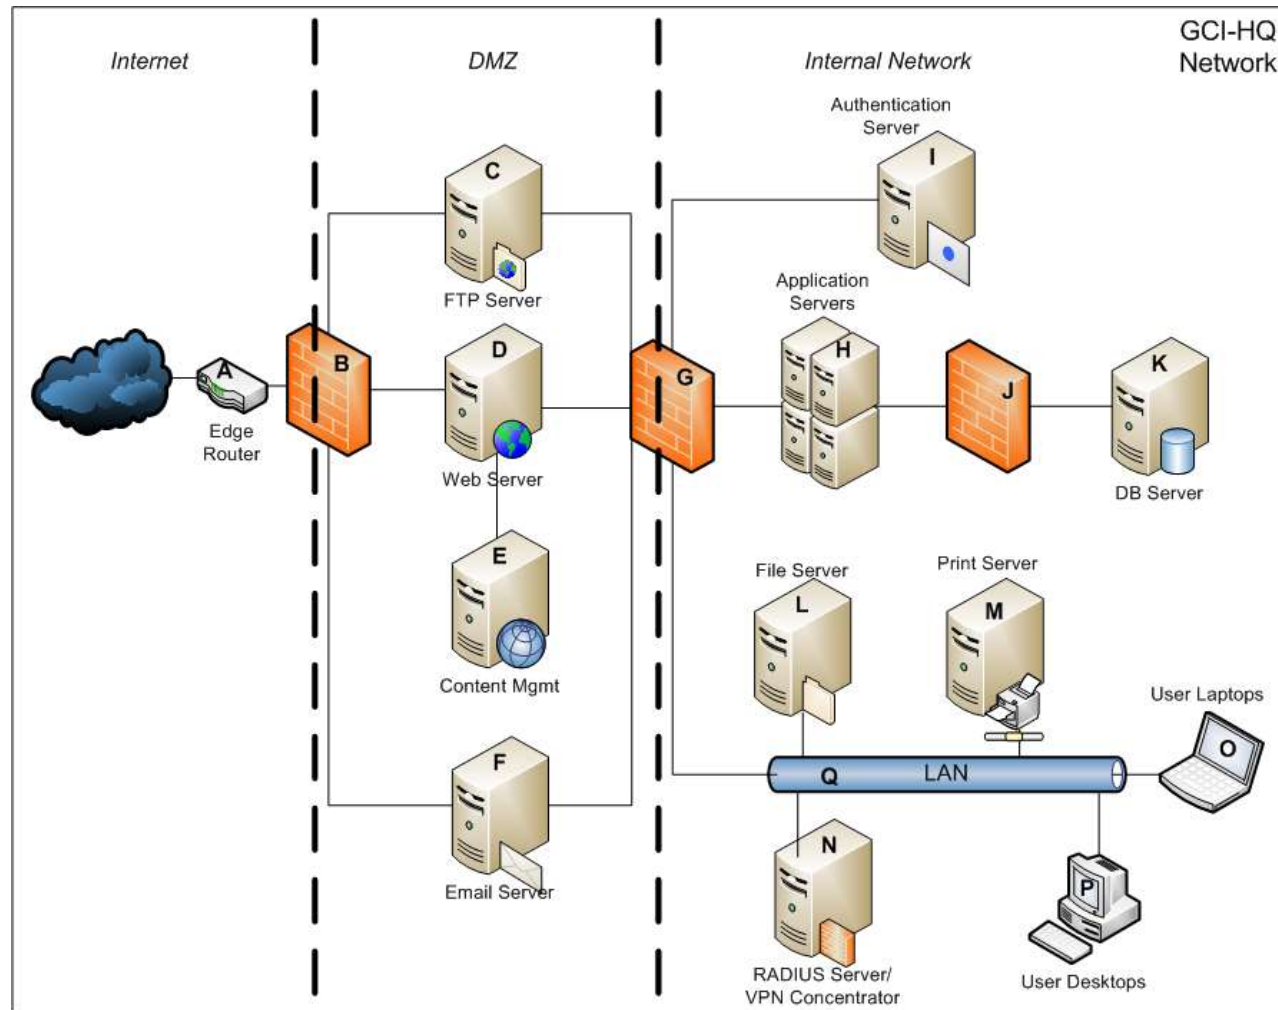 GCI-HQ
Network
Internet
DMZ
Internal Network
Authentication
Server
I
C
FTP Server
Application
Servers
A
Edge
Router
B
D
Web Server
G
H
J
K
DB Server
E
Content Mgmt
File Server
L
Print Server
M
User Laptops
O
Q
LAN
F
Email Server
N
RADIUS Server/
VPN Concentrator
P
User Desktops